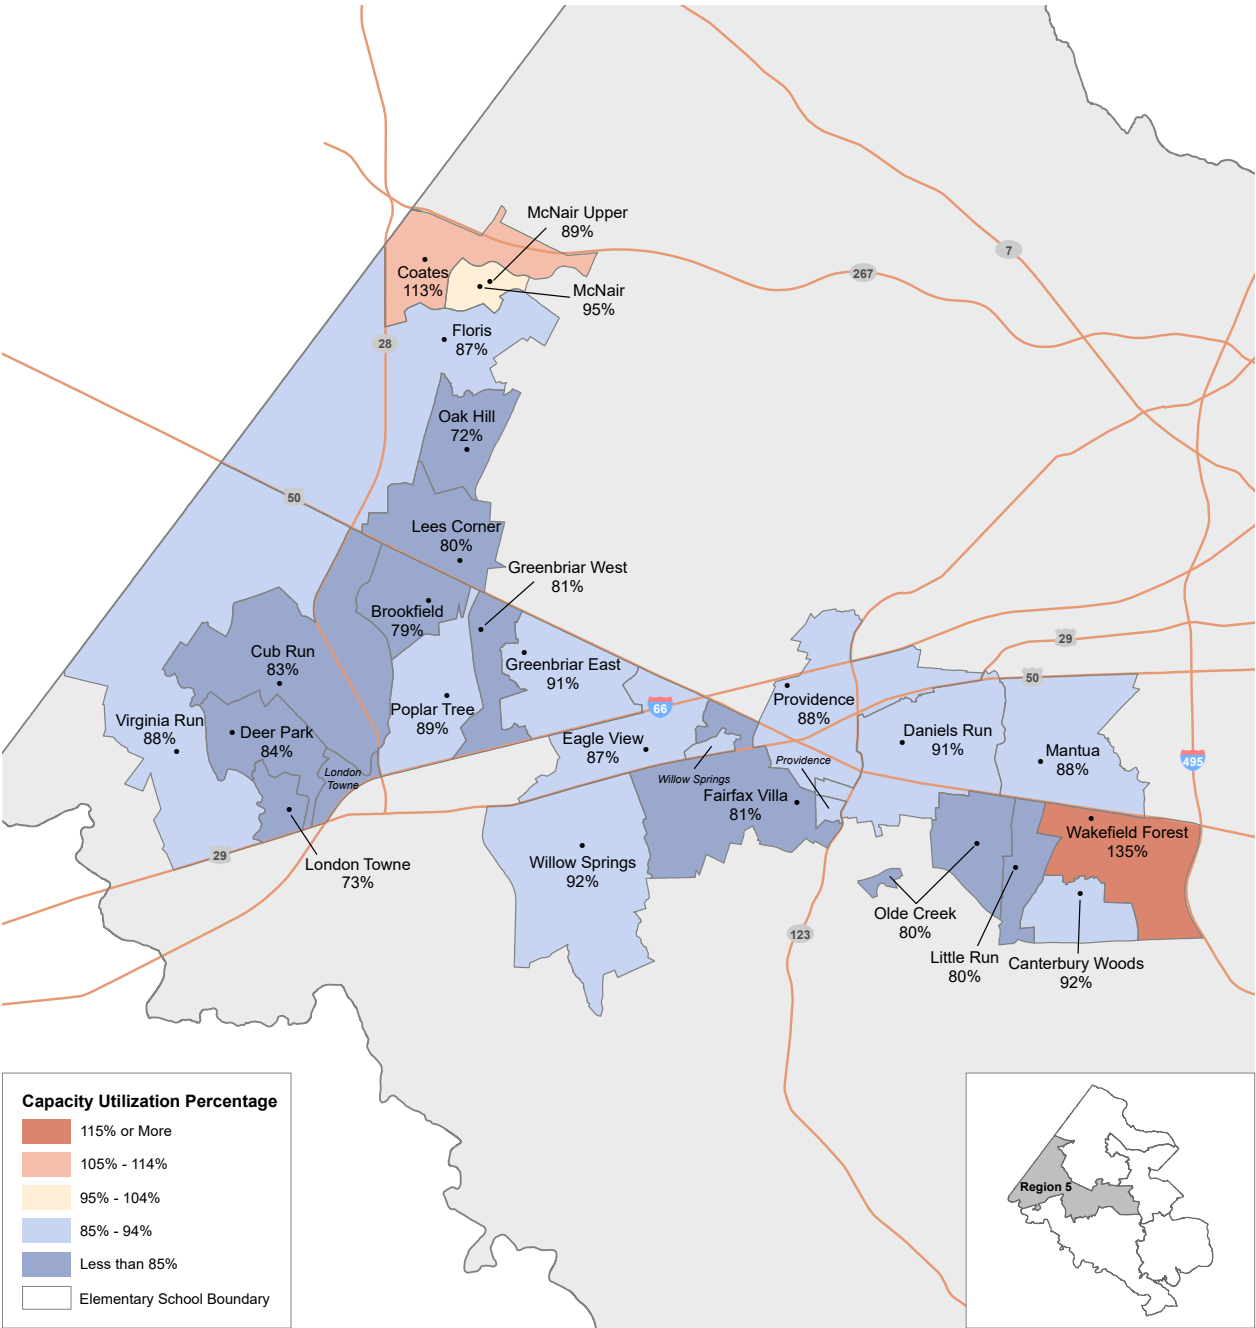 McNair Upper
89%
7
267
Coates
113%
McNair
95%
Floris
87%
28
Oak Hill
72%
50
Lees Corner
80%
Greenbriar West
81%
Brookfield
79%
29
Cub Run
83%
Greenbriar East
91%
50
Providence
88%
66
Poplar Tree
89%
Virginia Run
88%
Deer Park
84%
Daniels Run
91%
Eagle View
87%
Mantua
88%
495
London
Towne
Willow Springs
Providence
Fairfax Villa
81%
Wakefield Forest
135%
29
London Towne
73%
Willow Springs
92%
Olde Creek
80%
123
Little Run
80%
Canterbury Woods
92%
Capacity Utilization Percentage
115% or More
105% - 114%
95% - 104%
85% - 94%
Less than 85%
Elementary School Boundary
Region 5